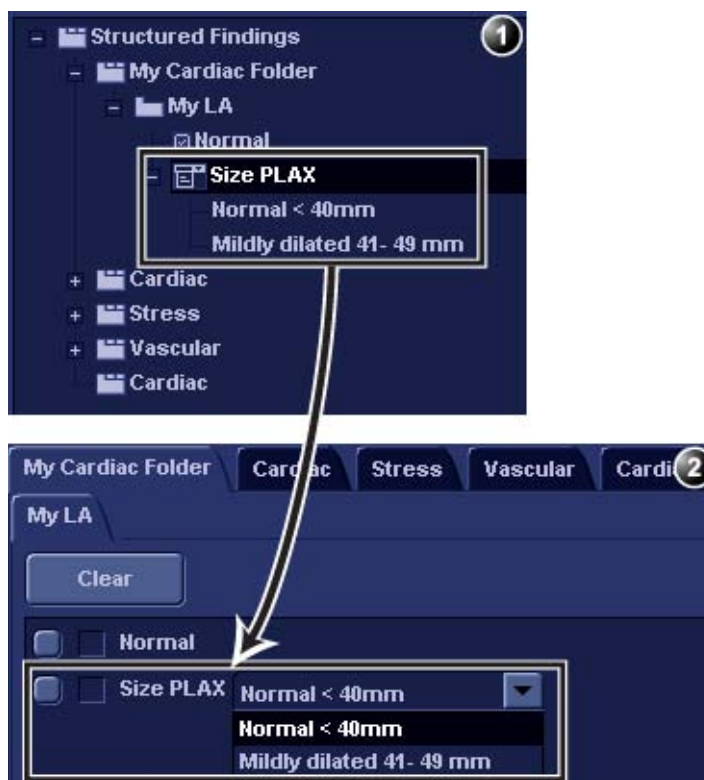 Structured Findings
1
My Cardiac Folder
My LA
Normal
Size PLAX
Normal < 40mm
Mildly dilated 41- 49 mm
Cardiac
Stress
Vascular
Cardiac
My Cardiac Folder Cardiac Stress Vascular Cardi 2
My LA
Clear
Normal
Size PLAX Normal < 40mm
Normal < 40mm
Mildly dilated 41- 49 mm